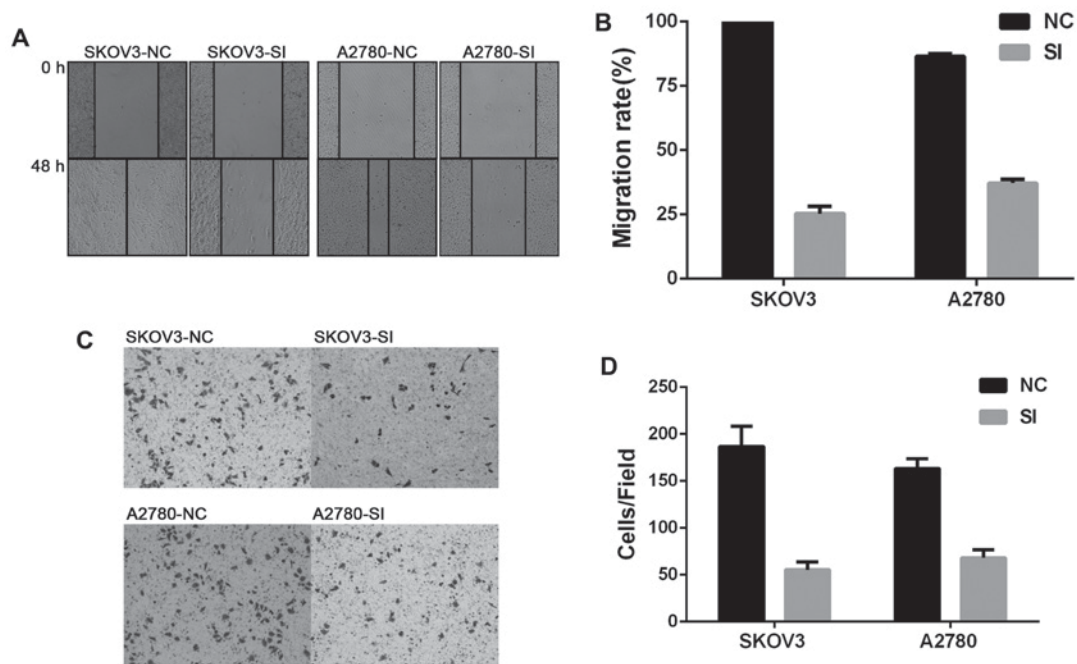 A
SKOV3-NC SKOV3-SI A2780-NC A2780-SI
0 h
48 h
B
NC
SI
Migration rate(%)
100
75
50
25
0
SKOV3 A2780
C
SKOV3-NC SKOV3-SI
A2780-NC A2780-SI
D
NC
SI
Cells/Field
250
200
150
100
50
0
SKOV3 A2780